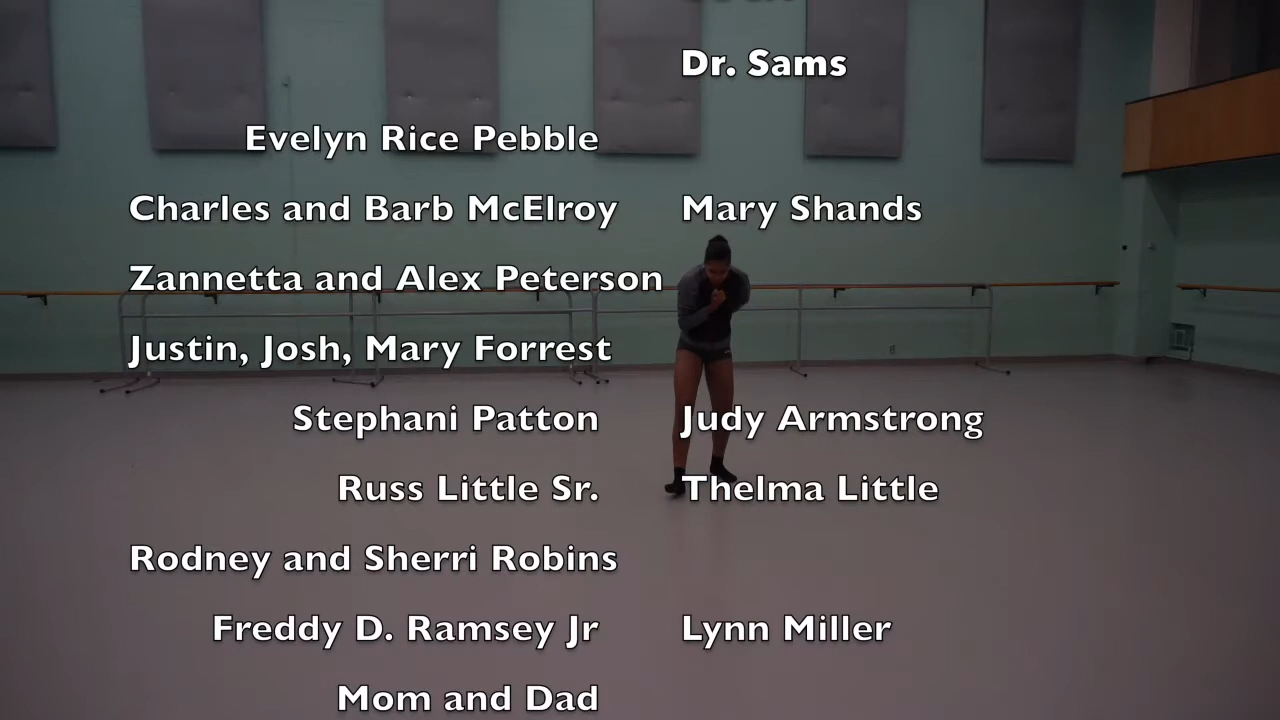 Dr. Sams
Evelyn Rice Pebble
Charles and Barb McElroy Mary Shands
Zannetta and Alex Peterson
Justin, Josh, Mary Forrest
Stephani Patton Judy Armstrong
Russ Little Sr. Thelma Little
Rodney and Sherri Robins
Freddy D. Ramsey Jr Lynn Miller
Mom and Dad